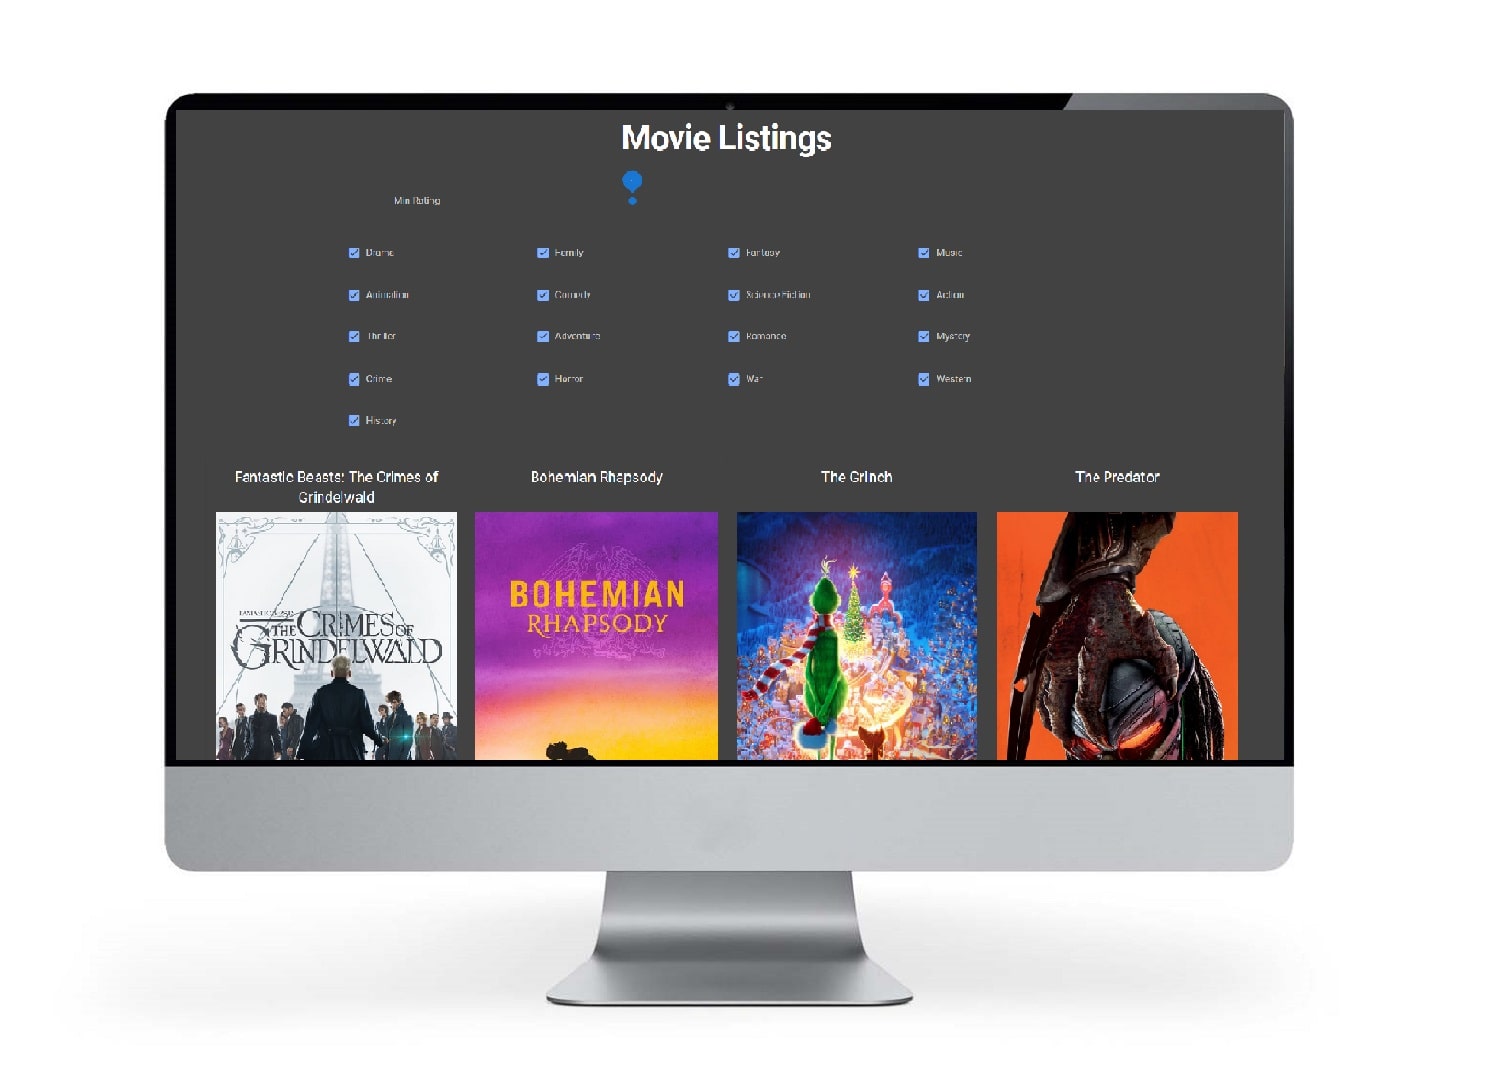 Movie Listings
Min Rating
Drama Family Fantasy Music
Animation Comedy Science Fiction Action
Thriller Adventure Romance Mystery
Crime Horror War Western
History
Fantastic Beasts: The Crimes of Grindelwald
Bohemian Rhapsody
The Grinch
The Predator
THE CRIMES OF
GRINDELWALD
BOHEMIAN
RHAPSODY